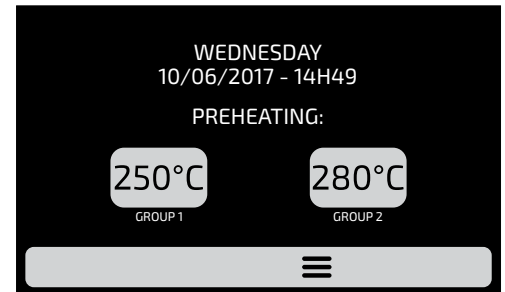 WEDNESDAY
10/06/2017 - 14H49
PREHEATING:
250°C 280°C
GROUP 1 GROUP 2